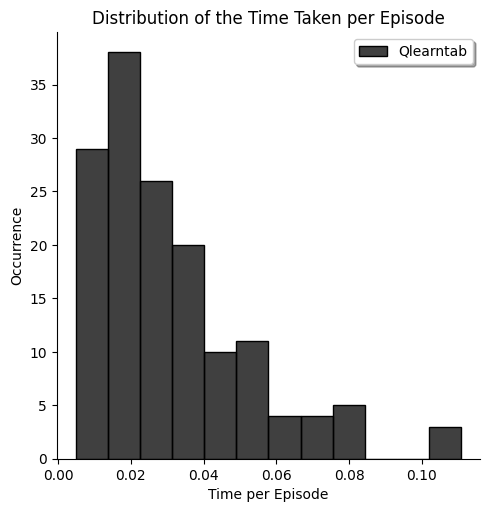 Distribution of the Time Taken per Episode
Qlearntab
35
30
25
20
15
10
5
0
Occurrence
0.00 0.02 0.04 0.06 0.08 0.10
Time per Episode